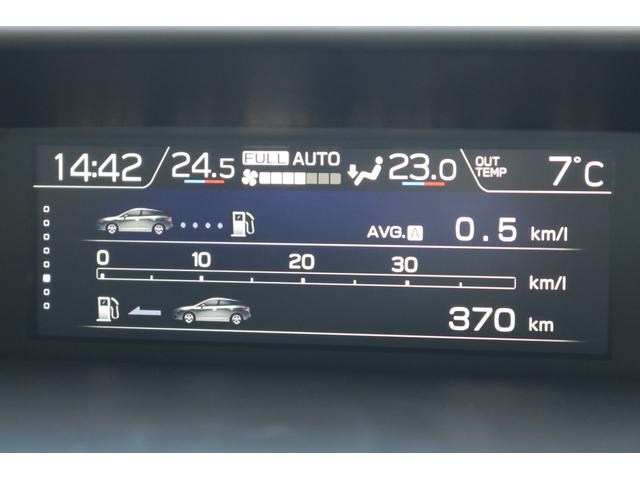 14:42 24.5 FULL AUTO 23.0 OUT TEMP 7°C
AVG. A 0.5 km/l
0 10 20 30
km/l
370 km